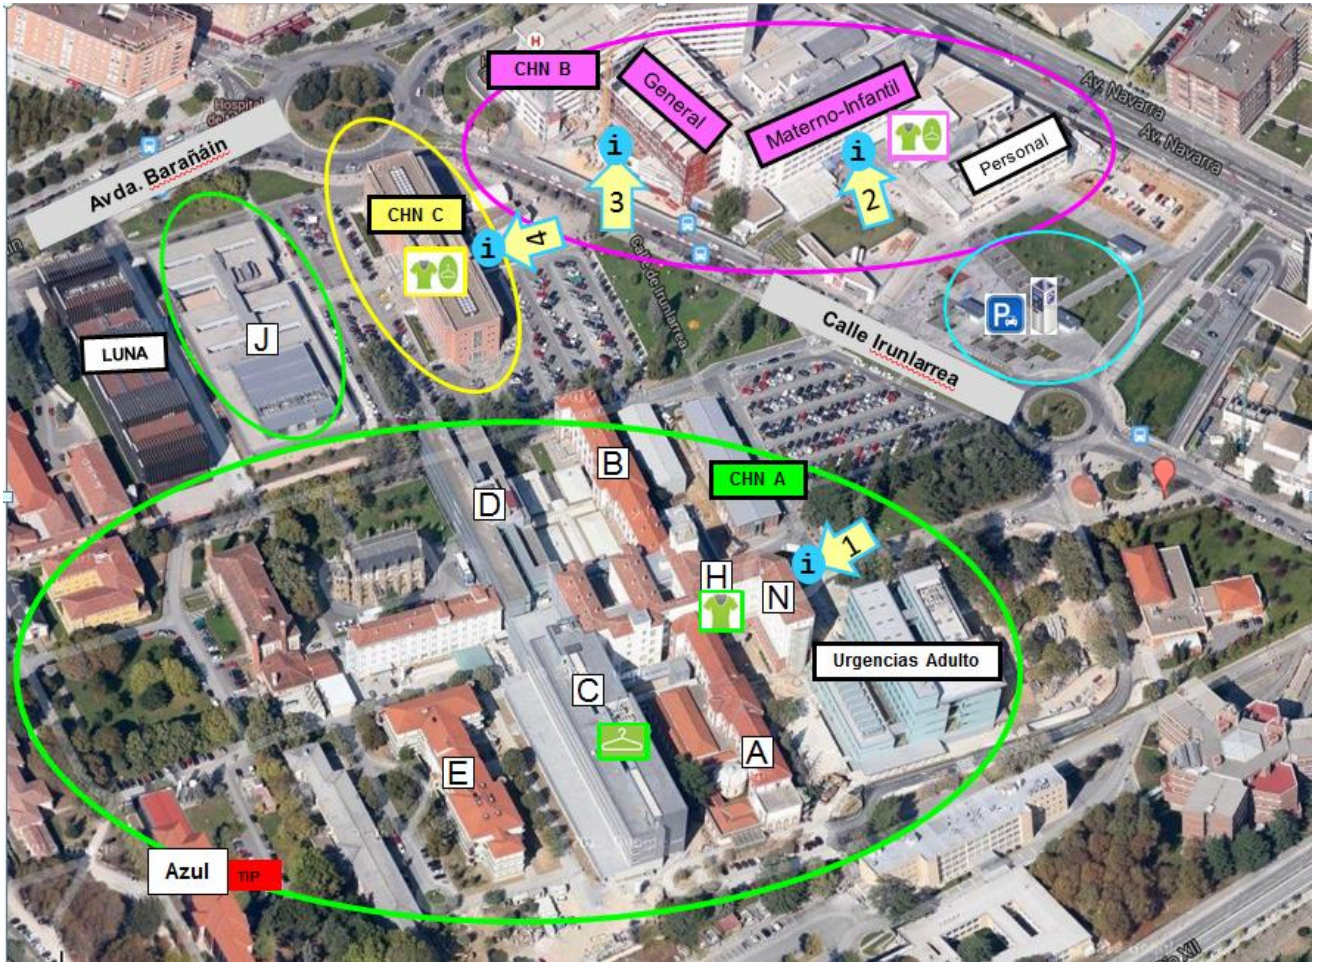 H
CHN B
General
Materno-Infantil
i
i
Personal
Av. Navarra
Av. Navarra
Hospital
Avda. Barañáin
CHN C
3
2
4
i
J
LUNA
Calle de Irunlarrea
Calle Irunlarrea
P
B
D
CHN A
1
i
H
N
Urgencias Adulto
C
E
A
Azul
TIP
XII